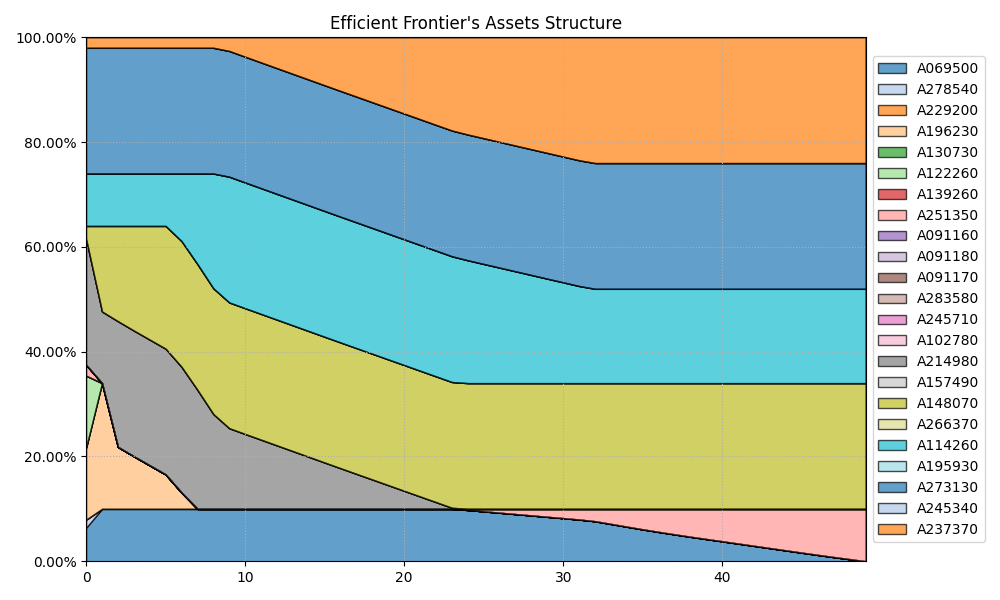 Efficient Frontier's Assets Structure
100.00%
80.00%
60.00%
40.00%
20.00%
0.00%
0
10
20
30
40
A069500
A278540
A229200
A196230
A130730
A122260
A139260
A251350
A091160
A091180
A091170
A283580
A245710
A102780
A214980
A157490
A148070
A266370
A114260
A195930
A273130
A245340
A237370